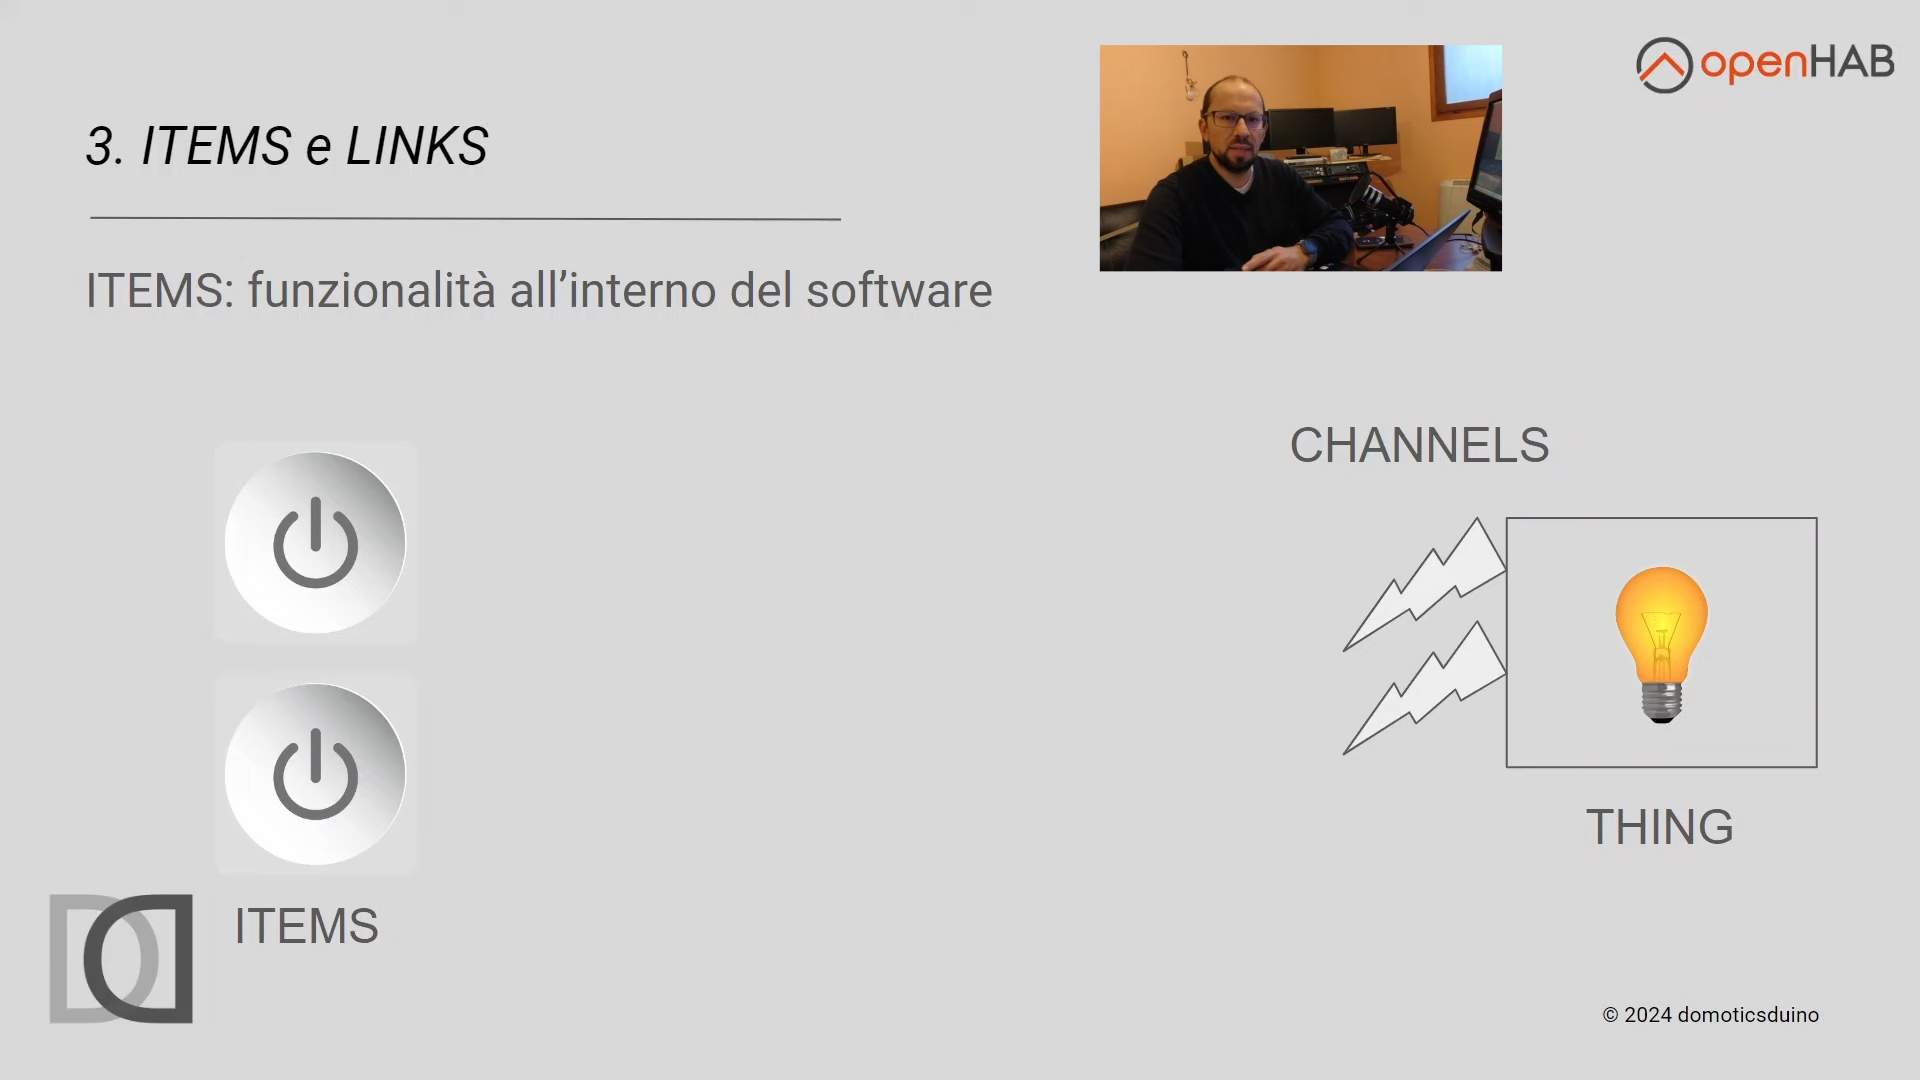 openHAB
3. ITEMS e LINKS
ITEMS: funzionalità all’interno del software
CHANNELS
THING
ITEMS
© 2024 domoticsduino